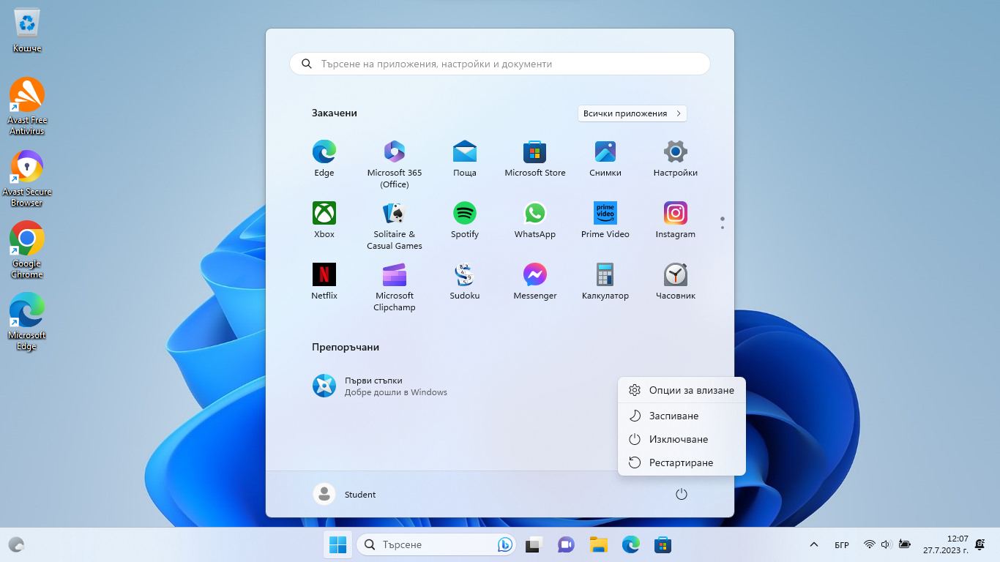 Кошче
Avast Free
Antivirus
Avast Secure
Browser
Google
Chrome
Microsoft
Edge
Търсене на приложения, настройки и документи
Закачени
Всички приложения
Edge
Microsoft 365
(Office)
Поща
Microsoft Store
Снимки
Настройки
Xbox
Solitaire &
Casual Games
Spotify
WhatsApp
prime
video
Prime Video
Instagram
Netflix
Microsoft
Clipchamp
Sudoku
Messenger
Калкулатор
Часовник
Препоръчани
Първи стъпки
Добре дошли в Windows
Опции за влизане
Заспиване
Изключване
Рестартиране
Student
Търсене
БГР
12:07
27.7.2023 г.